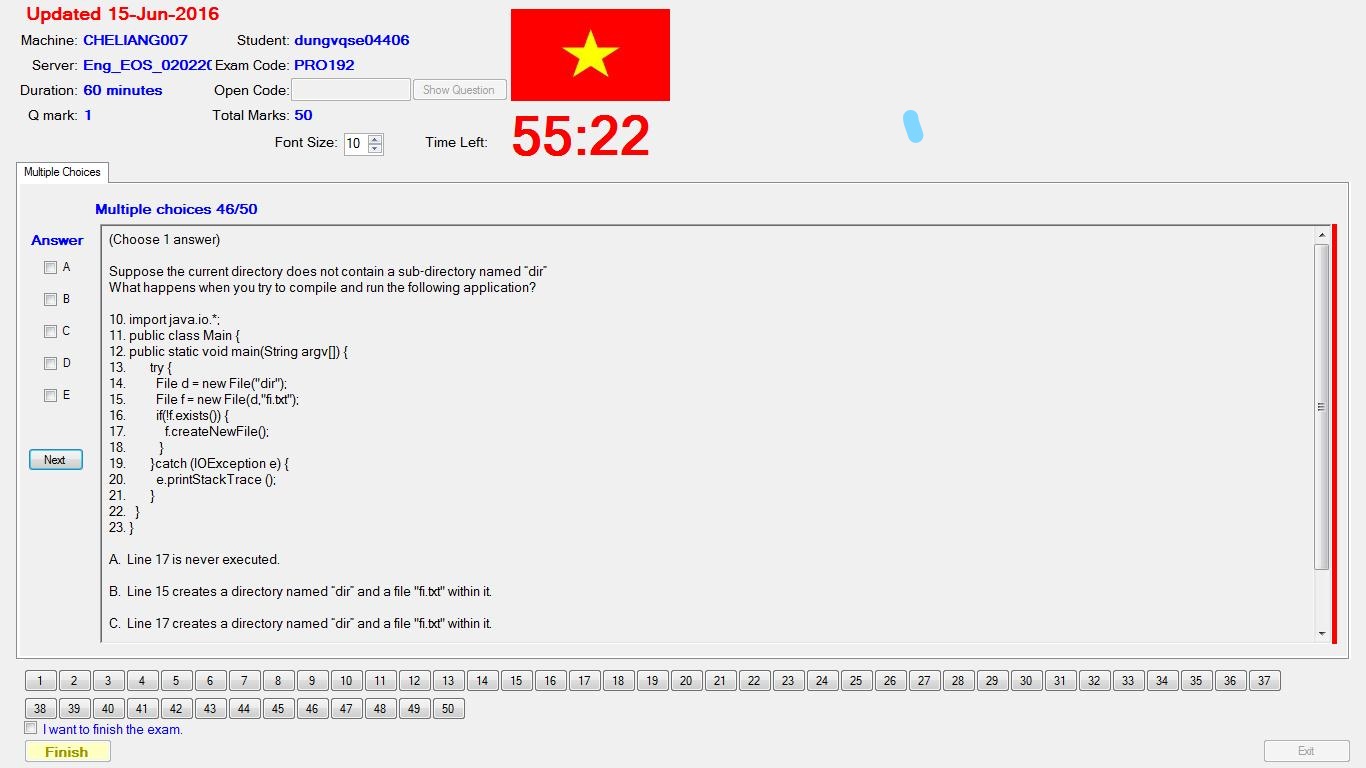 Updated 15-Jun-2016
Machine: CHELIANG007 Student: dungvqse04406
Server: Eng_EOS_02022 Exam Code: PRO192
Duration: 60 minutes Open Code: Show Question
Q mark: 1 Total Marks: 50
Font Size: 10 Time Left: 55:22
Multiple Choices
Multiple choices 46/50
Answer
A
B
C
D
E
Next
(Choose 1 answer)
Suppose the current directory does not contain a sub-directory named “dir”
What happens when you try to compile and run the following application?
10. import java.io.*;
11. public class Main {
12. public static void main(String argv[]) {
13. try {
14. File d = new File("dir");
15. File f = new File(d,"fi.txt");
16. if(!f.exists()) {
17. f.createNewFile();
18. }
19. }catch (IOException e) {
20. e.printStackTrace ();
21. }
22. }
23. }
A. Line 17 is never executed.
B. Line 15 creates a directory named “dir” and a file "fi.txt" within it.
C. Line 17 creates a directory named “dir” and a file "fi.txt" within it.
1 2 3 4 5 6 7 8 9 10 11 12 13 14 15 16 17 18 19 20 21 22 23 24 25 26 27 28 29 30 31 32 33 34 35 36 37
38 39 40 41 42 43 44 45 46 47 48 49 50
I want to finish the exam.
Finish
Exit